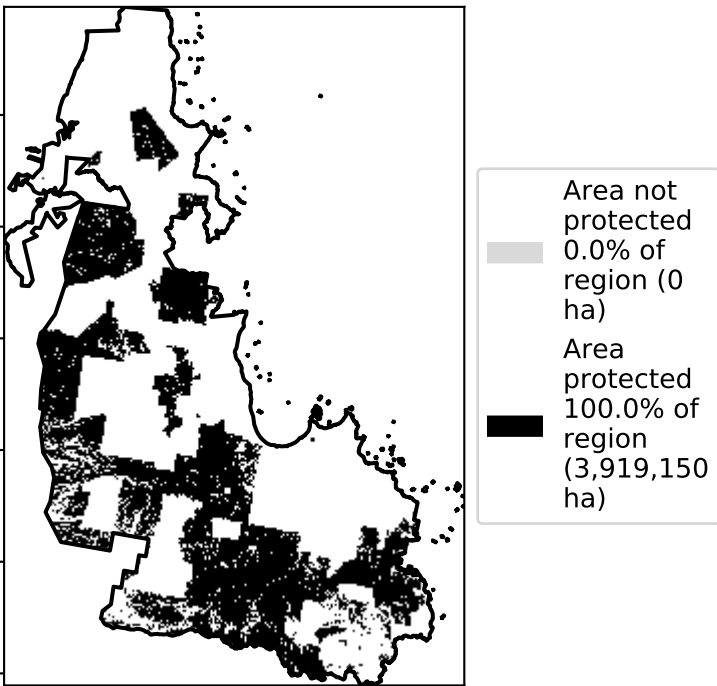 Area not
protected
0.0% of
region (0
ha)
Area
protected
100.0% of
region
(3,919,150
ha)